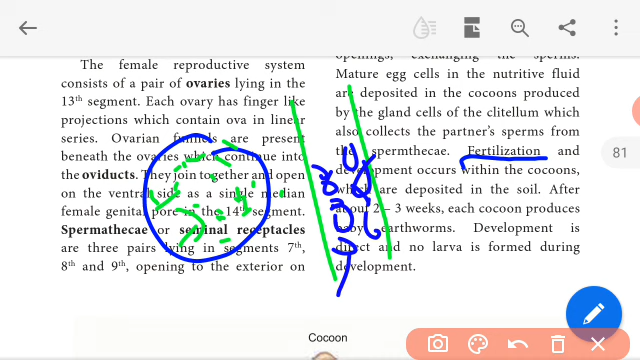 The female reproductive system
consists of a pair of ovaries lying in the
13th segment. Each ovary has finger like
projections which contain ova in linear
series. Ovarian funnels are present
beneath the ovaries which continue into
the oviducts. They join together and open
on the ventral side as a single median
female genital pore in the 14th segment.
Spermathecae or seminal receptacles
are three pairs lying in segments 7th,
8th and 9th, opening to the exterior on
openings, exchanging the sperms.
Mature egg cells in the nutritive fluid
are deposited in the cocoons produced
by the gland cells of the clitellum which
also collects the partner's sperms from
the spermthecae. Fertilization and
development occurs within the cocoons,
which are deposited in the soil. After
about 2 – 3 weeks, each cocoon produces
baby earthworms. Development is
direct and no larva is formed during
development.
81
Cocoon